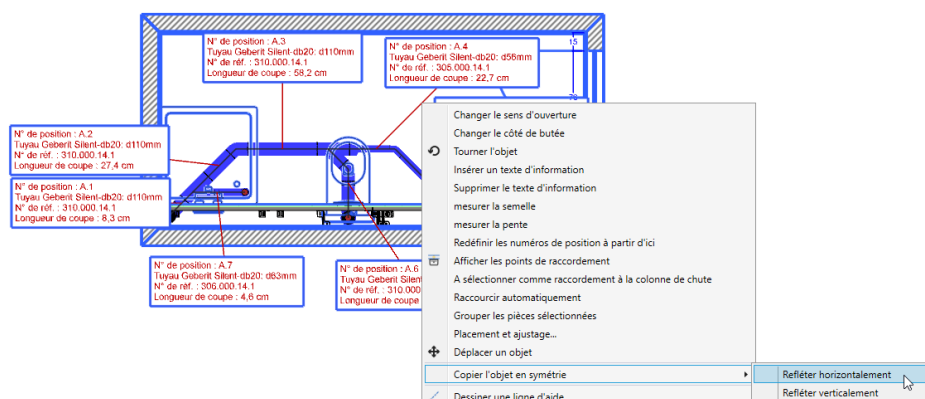 N° de position : A.3
Tuyau Geberit Silent-db20: d110mm
N° de réf. : 310.000.14.1
Longueur de coupe : 58,2 cm
N° de position : A.4
Tuyau Geberit Silent-db20: d56mm
N° de réf. : 305.000.14.1
Longueur de coupe : 22,7 cm
15
N° de position : A.2
Tuyau Geberit Silent-db20: d110mm
N° de réf. : 310.000.14.1
Longueur de coupe : 27,4 cm
N° de position : A.1
Tuyau Geberit Silent-db20: d110mm
N° de réf. : 310.000.14.1
Longueur de coupe : 8,3 cm
N° de position : A.7
Tuyau Geberit Silent-db20: d63mm
N° de réf. : 306.000.14.1
Longueur de coupe : 4,6 cm
N° de position : A.6
Tuyau Geberit Silent
N° de réf. : 310.000
Longueur de coupe
Changer le sens d'ouverture
Changer le côté de butée
Tourner l'objet
Insérer un texte d'information
Supprimer le texte d'information
mesurer la semelle
mesurer la pente
Redéfinir les numéros de position à partir d'ici
Afficher les points de raccordement
A sélectionner comme raccordement à la colonne de chute
Raccourcir automatiquement
Grouper les pièces sélectionnées
Placement et ajustage...
Déplacer un objet
Copier l'objet en symétrie
Dessiner une ligne d'aide
Refléter horizontalement
Refléter verticalement